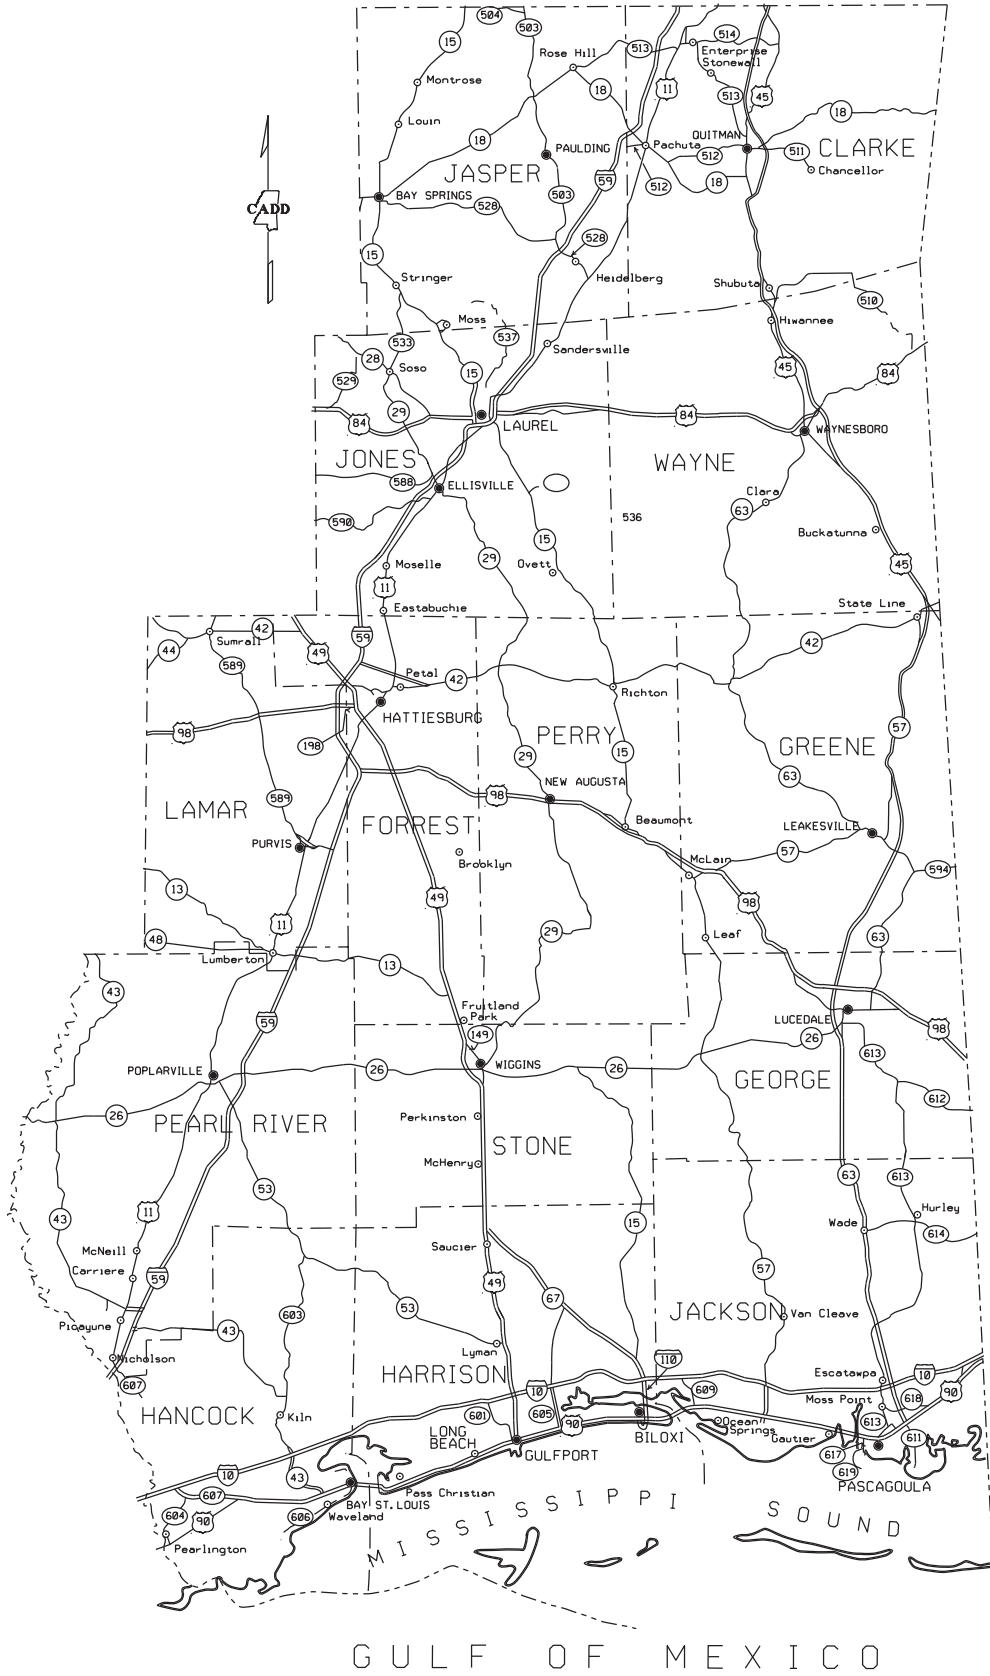 504
503
15
Rose Hill
513
514
Enterprise
Stonewall
Montrose
18
11
513
45
Louin
18
18
QUITMAN
CLARKE
PAULDING
Pachuta
512
511
JASPER
Chancellor
59
512
18
CADD
BAY SPRINGS
528
503
528
15
Stringer
Heidelberg
Shubuta
510
Moss
Hiwannee
533
537
28
Sandersville
Soso
529
15
45
84
29
84
84
LAUREL
WAYNESBORO
JONES
WAYNE
588
ELLISVILLE
Clara
63
590
536
15
Buckatunna
29
Moselle
Ovett
45
11
Eastabuchie
State Line
59
42
Sumrall
44
49
42
589
Petal
42
Richton
HATTIESBURG
98
57
198
PERRY
GREENE
29
15
63
NEW AUGUSTA
589
98
LAMAR
FORREST
Beaumont
LEAKESVILLE
PURVIS
Brooklyn
57
McLain
594
13
49
98
11
48
29
Leaf
63
Lumberton
13
43
Fruitland
Park
59
LUCEDALE
98
149
26
613
WIGGINS
POPLARVILLE
26
26
GEORGE
612
26
Perkinston
PEARL RIVER
STONE
McHenry
63
613
53
11
43
Hurley
15
Wade
614
McNeill
Saucier
Carriere
59
57
49
67
53
603
JACKSON
Van Cleave
Picayune
43
Lyman
Nicholson
110
HARRISON
Escatawpa
10
607
10
609
90
Moss Point
618
HANCOCK
601
605
90
Kiln
613
LONG
BEACH
Ocean
Springs
BILOXI
Gautier
611
GULFPORT
617
10
43
619
PASCAGOULA
607
Pass Christian
BAY ST. LOUIS
604
90
606
Waveland
MISSISSIPPI SOUND
Pearlington
GULF OF MEXICO